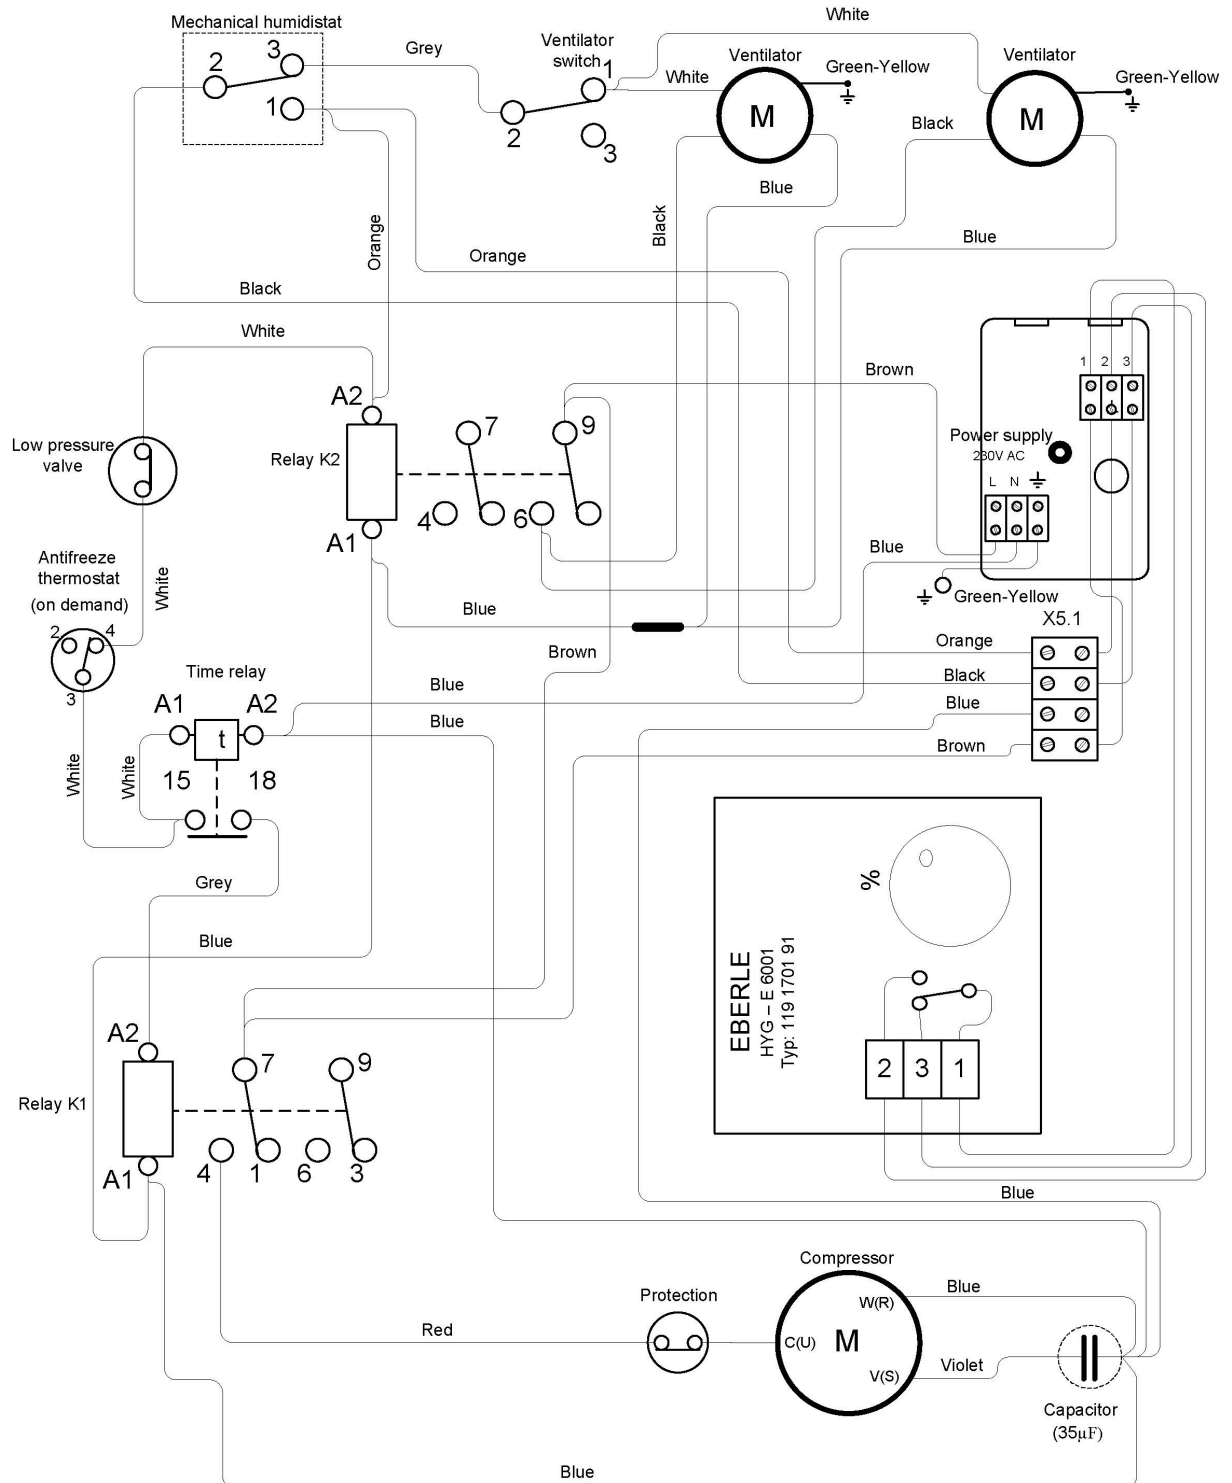 White
Mechanical humidistat
Grey
Ventilator
switch
Ventilator
Ventilator
3
2
1
1
2
3
White
Green-Yellow
Green-Yellow
M
M
Black
Blue
Black
Blue
Orange
Orange
Black
White
Brown
1 2 3
A2
7
9
Low pressure
valve
Relay K2
Power supply
230V AC
L N
4
6
A1
Antifreeze
thermostat
(on demand)
White
Blue
Green-Yellow
Blue
X5.1
2
4
3
Orange
Brown
Black
Time relay
Blue
A1
A2
t
Blue
Blue
Brown
15
18
White
White
%
Grey
Blue
EBERLE
HYG – E 6001
Typ: 119 1701 91
A2
7
9
2 3 1
Relay K1
A1
4
1
6
3
Blue
Compressor
Protection
W(R)
Blue
Red
C(U)
M
V(S)
Violet
Capacitor
(35µF)
Blue